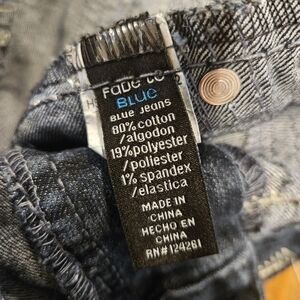 FADE to
BLUE
BLUE Jeans
80% cotton
/algodon
19% polyester
/poliester
1% spandex
/elastica
MADE IN
CHINA
HECHO EN
CHINA
RN#124261